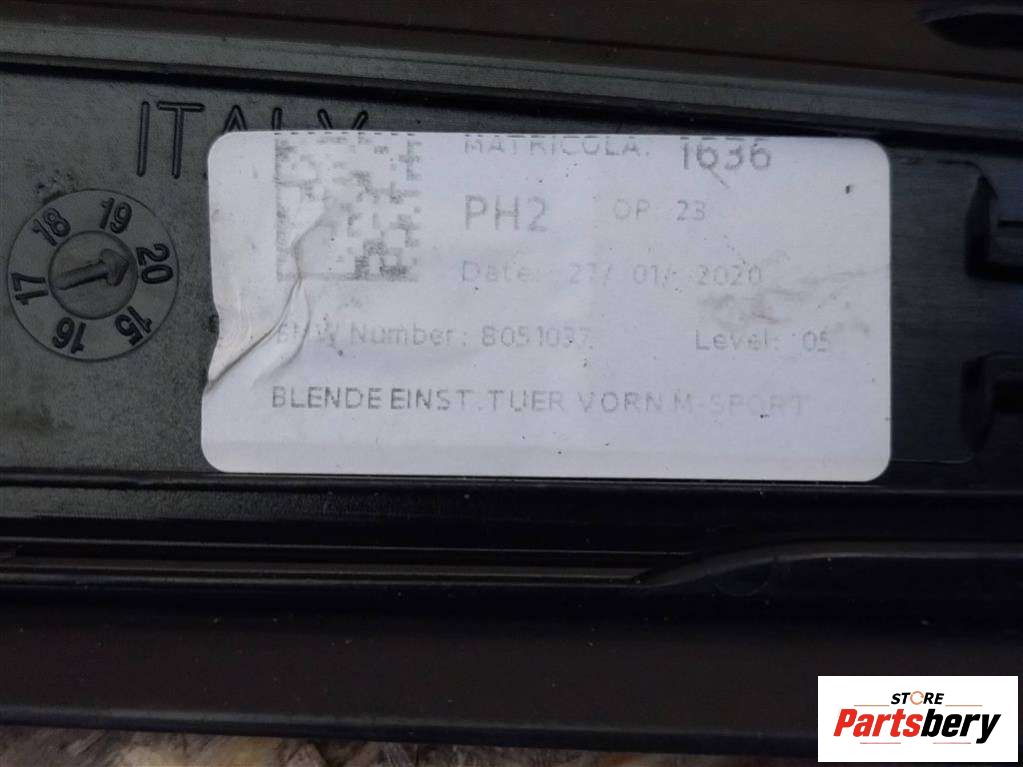 ITALY
MATRICOLA: 1636
PH2 OP 23
Date: 27/ 01/ 2020
BMW Number: 8051037 Level: 05
BLENDE EINST. TUER VORN M-SPORT
15 16 17 18 19 20
STORE
Partsbery